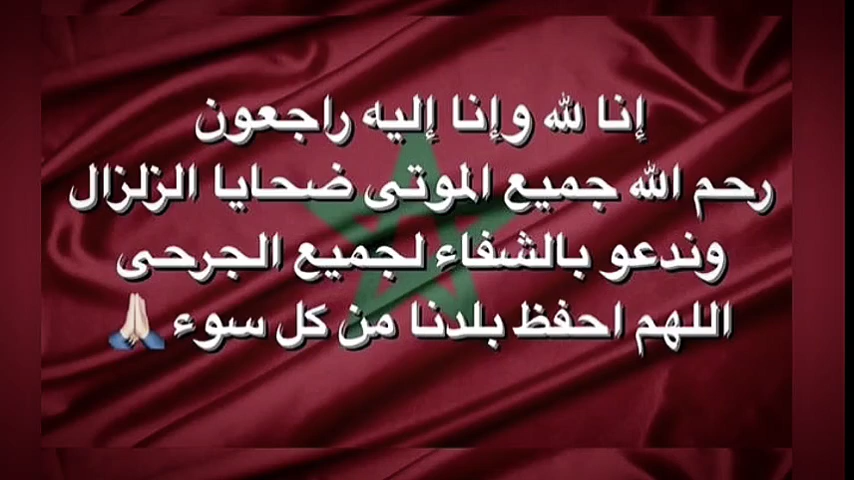 إنا لله وإنا إليه راجعون
رحم الله جميع الموتى ضحايا الزلزال
وندعو بالشفاء لجميع الجرحى
اللهم احفظ بلدنا من كل سوء 🙏🏻